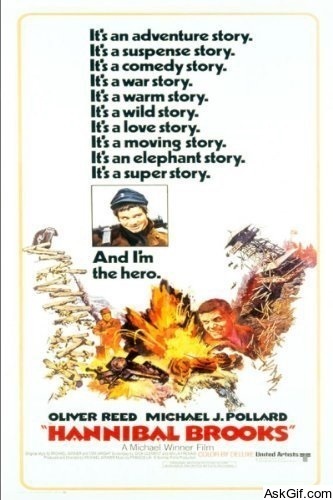 It's an adventure story.
It's a suspense story.
It's a comedy story.
It's a war story.
It's a warm story.
It's a wild story.
It's a love story.
It's a moving story.
It's an elephant story.
It's a super story.
And I'm
the hero.
OLIVER REED MICHAEL J. POLLARD
"HANNIBAL BROOKS"
A Michael Winner Film
COLOR BY DELUXE United Artists
AskGif.com